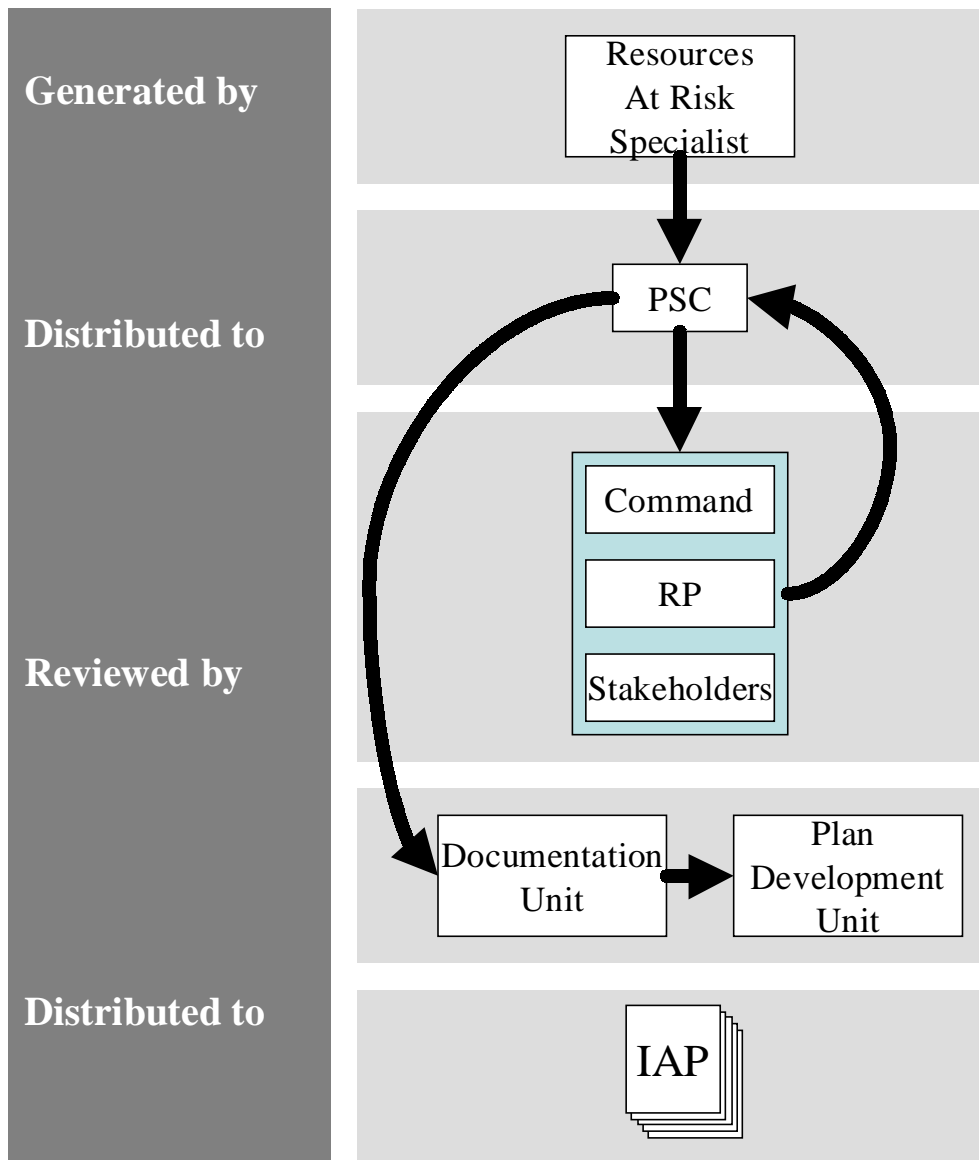 Generated by
Resources
At Risk
Specialist
Distributed to
PSC
Reviewed by
Command
RP
Stakeholders
Documentation
Unit
Plan
Development
Unit
Distributed to
IAP